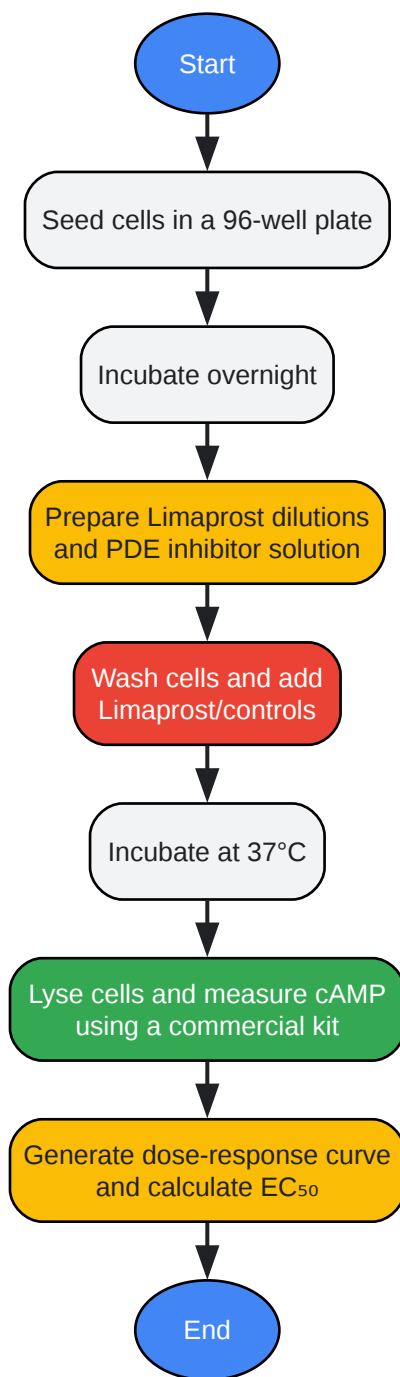 Start
Seed cells in a 96-well plate
Incubate overnight
Prepare Limaprost dilutions
and PDE inhibitor solution
Wash cells and add
Limaprost/controls
Incubate at 37°C
Lyse cells and measure cAMP
using a commercial kit
Generate dose-response curve
and calculate EC₅₀
End